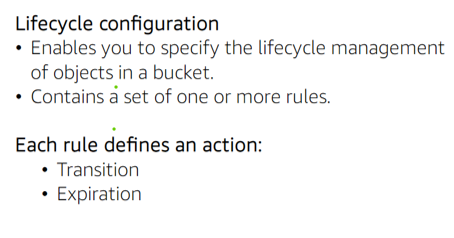 Lifecycle configuration
• Enables you to specify the lifecycle management
of objects in a bucket.
• Contains a set of one or more rules.
Each rule defines an action:
• Transition
• Expiration